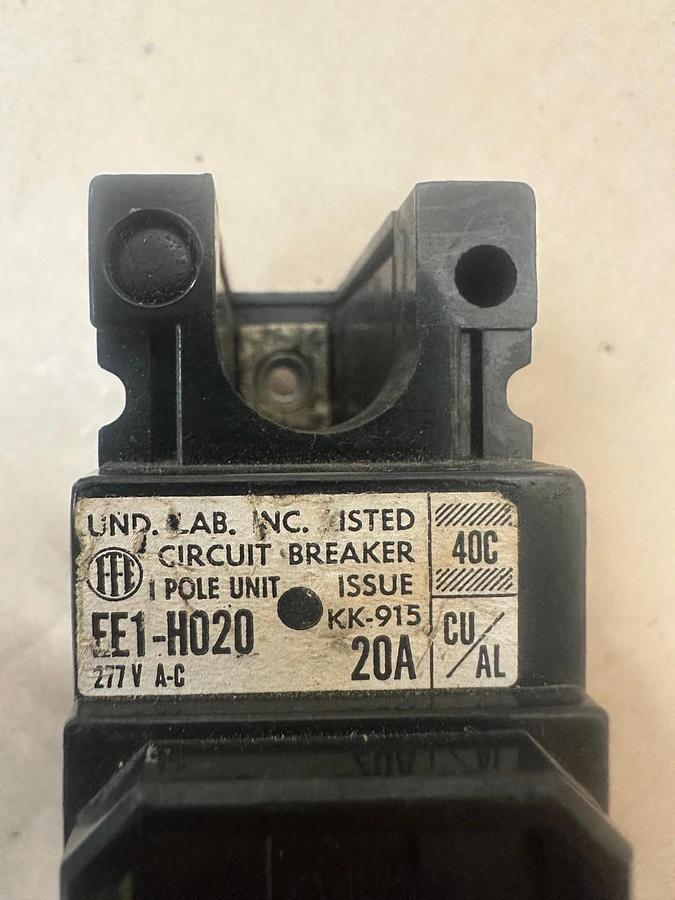 UND. LAB. INC. LISTED
ITE CIRCUIT BREAKER
1 POLE UNIT ISSUE
KK-915
EE1-H020
20A
277 V A-C
40C
CU/AL